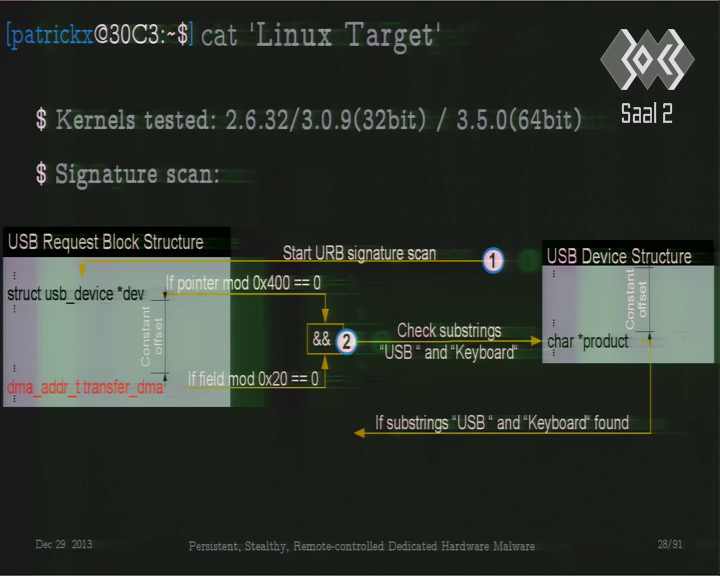 [patrickx@30C3:~$] cat 'Linux Target'
Saal 2
$ Kernels tested: 2.6.32/3.0.9(32bit) / 3.5.0(64bit)
$ Signature scan:
USB Request Block Structure
Start URB signature scan
1
USB Device Structure
If pointer mod 0x400 == 0
struct usb_device *dev
Constant
offset
Constant
offset
&&
2
Check substrings
"USB " and "Keyboard"
char *product
If field mod 0x20 == 0
dma_addr_t transfer_dma
If substrings "USB " and "Keyboard" found
Dec 29 2013
Persistent, Stealthy, Remote-controlled Dedicated Hardware Malware
28/91